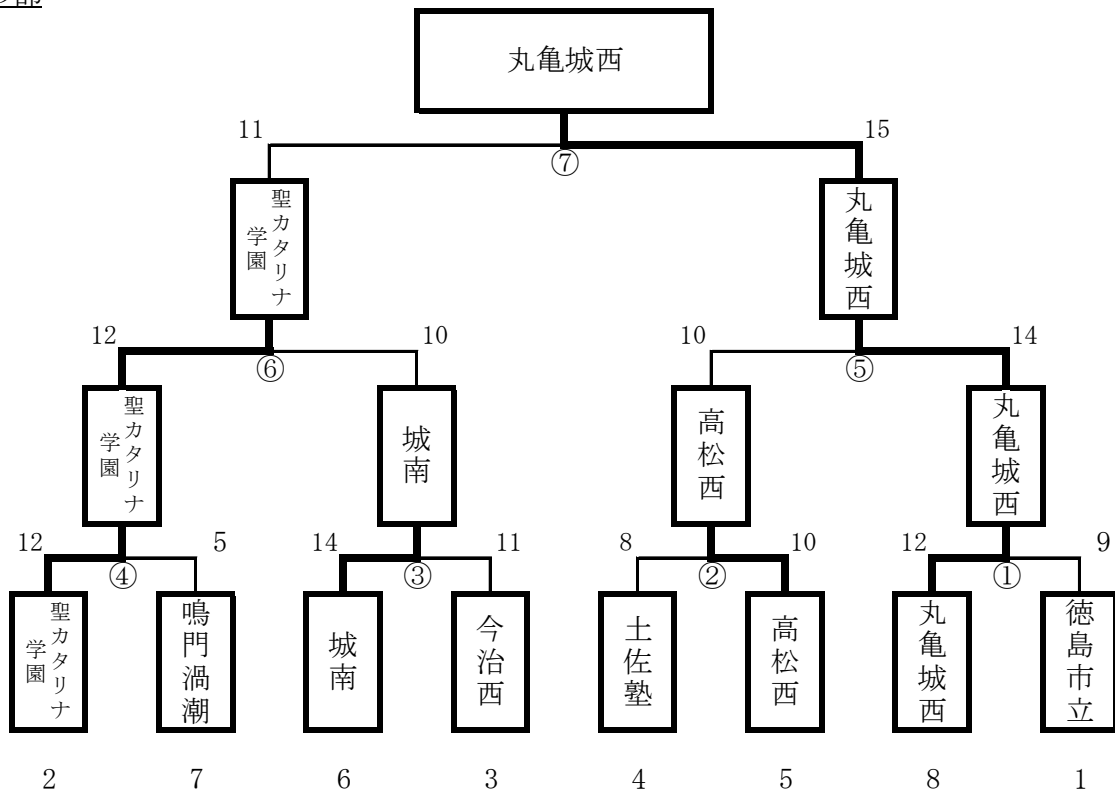 丸亀城西
11 15
⑦
聖カタリナ学園 丸亀城西
12 10 10 14
⑥ ⑤
聖カタリナ学園 城南 高松西 丸亀城西
12 5 14 11 8 10 12 9
④ ③ ② ①
聖カタリナ学園 鳴門渦潮 城南 今治西 土佐塾 高松西 丸亀城西 徳島市立
2 7 6 3 4 5 8 1